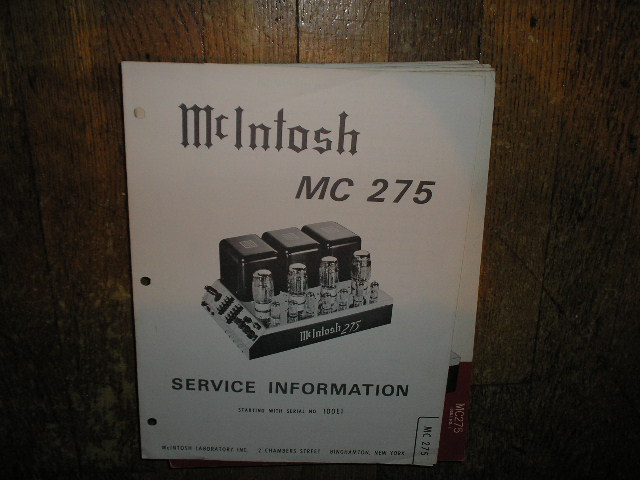 McIntosh
MC 275
McIntosh 275
SERVICE INFORMATION
STARTING WITH SERIAL NO. 10051
MC 275
McINTOSH LABORATORY INC. 2 CHAMBERS STREET BINGHAMTON, NEW YORK
MC275